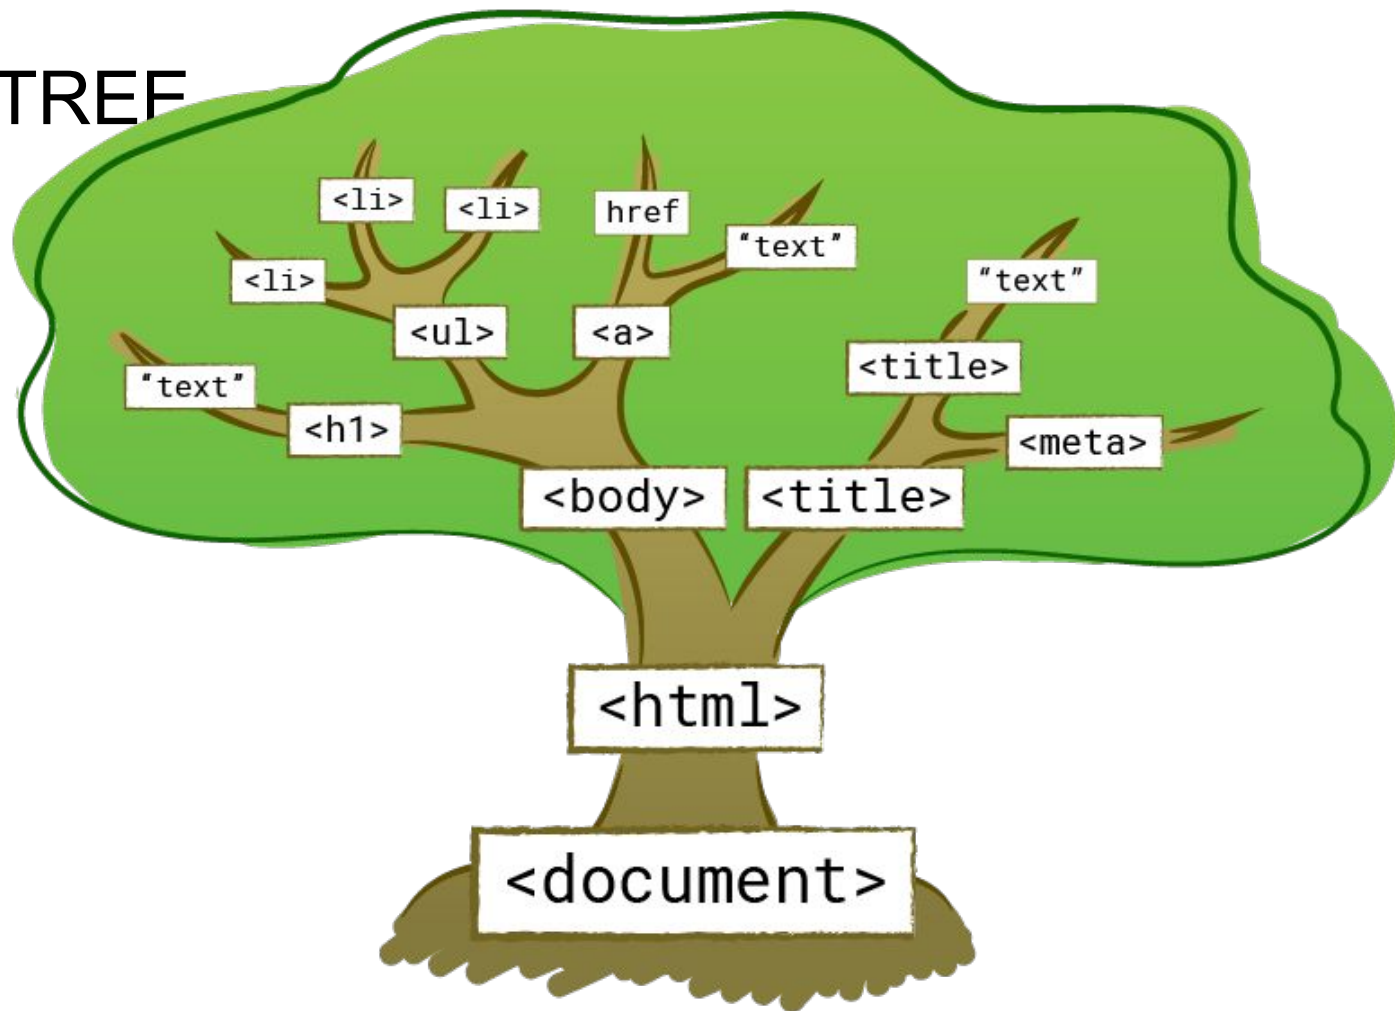 TREE
<li>
<li>
href
"text"
<li>
"text"
<ul>
<a>
<title>
"text"
<h1>
<meta>
<body>
<title>
<html>
<document>